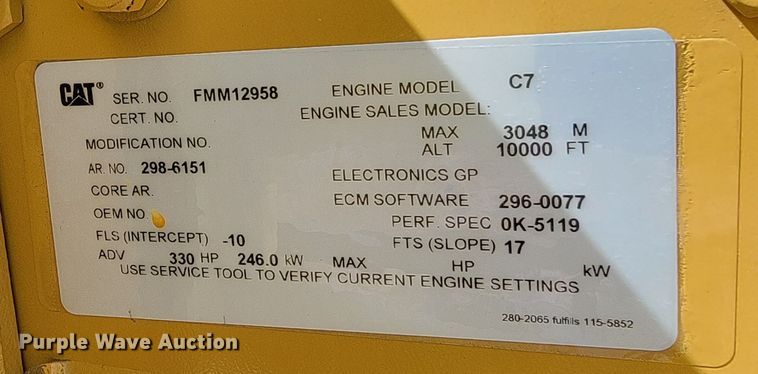 CAT® SER. NO. FMM12958 ENGINE MODEL C7
CERT. NO. ENGINE SALES MODEL:
MODIFICATION NO. MAX 3048 M
ALT 10000 FT
AR. NO. 298-6151 ELECTRONICS GP
CORE AR. ECM SOFTWARE 296-0077
OEM NO. PERF. SPEC 0K-5119
FLS (INTERCEPT) -10 FTS (SLOPE) 17
ADV 330 HP 246.0 kW MAX HP kW
USE SERVICE TOOL TO VERIFY CURRENT ENGINE SETTINGS
280-2065 fulfills 115-5852
Purple Wave Auction